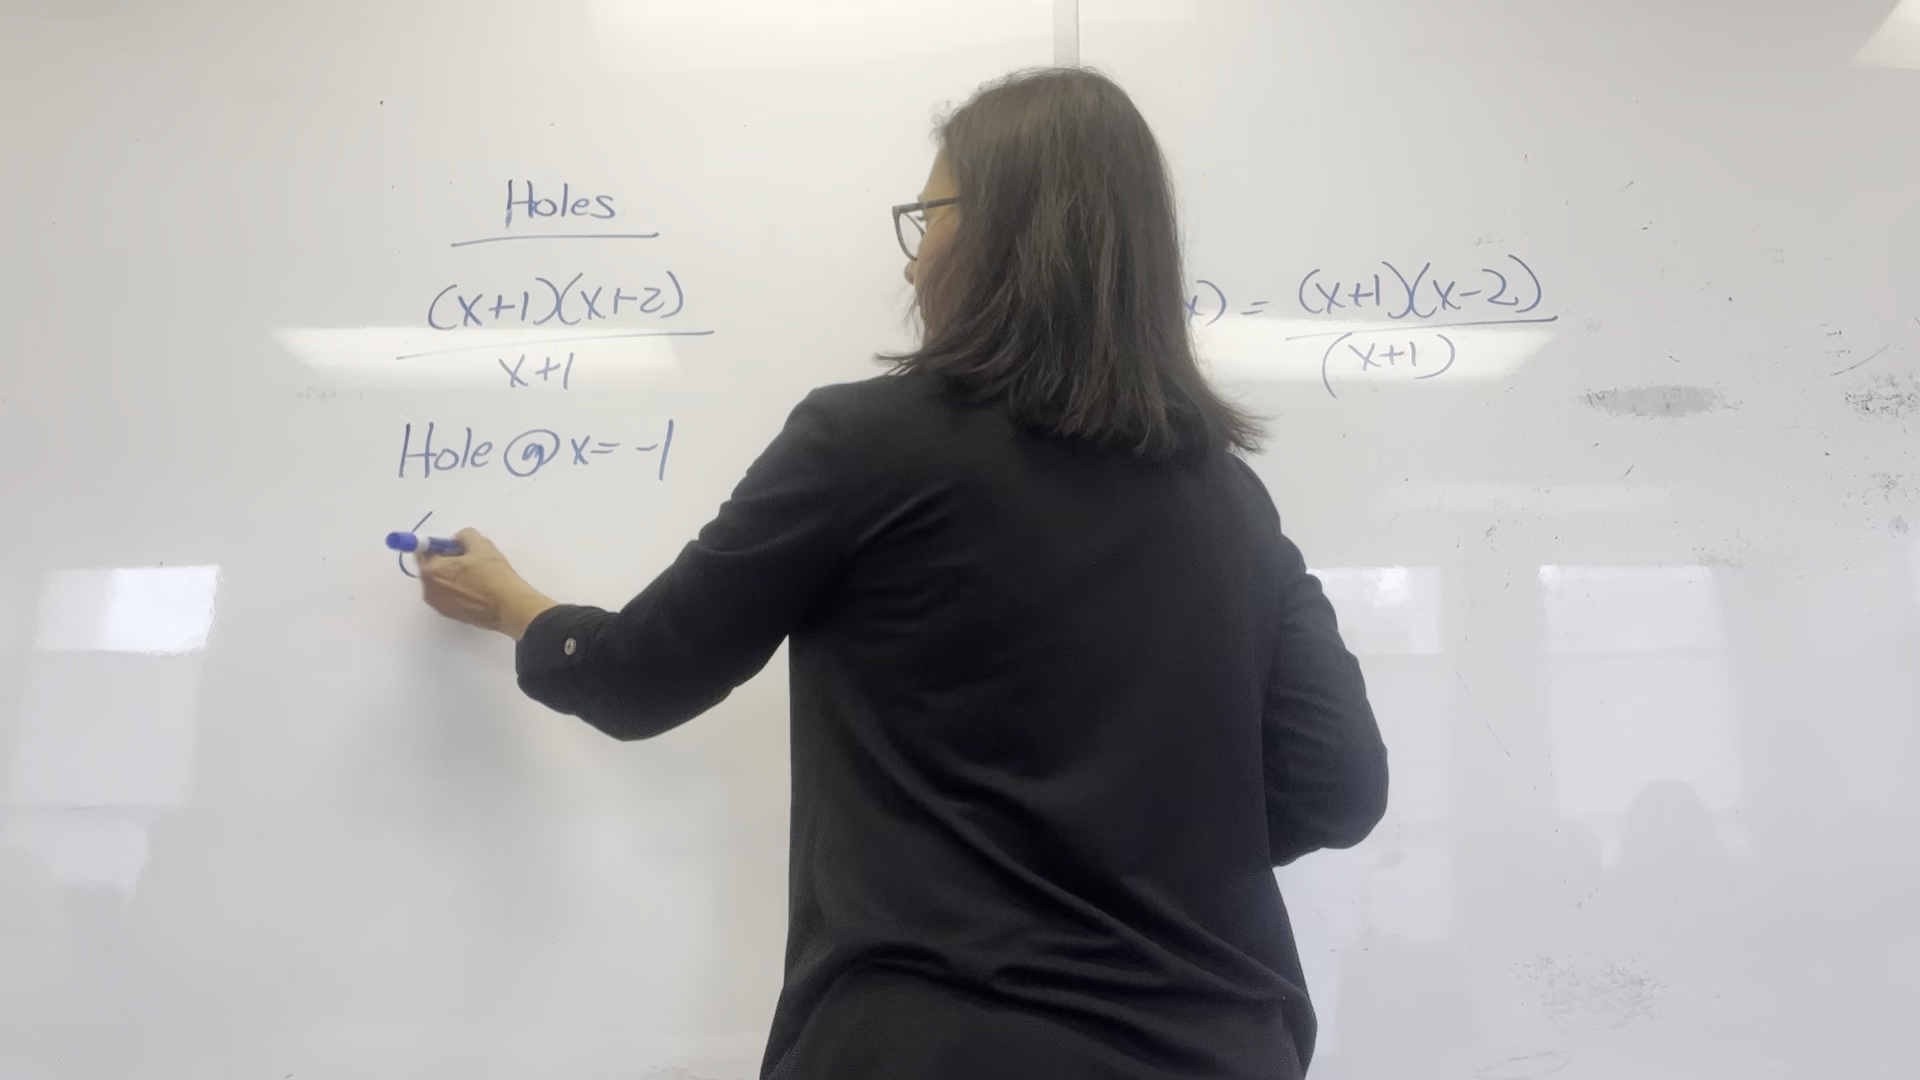 Holes
(x+1)(x+2)
x+1
Hole @ x= -1
(
x) = (x+1)(x-2)
(x+1)